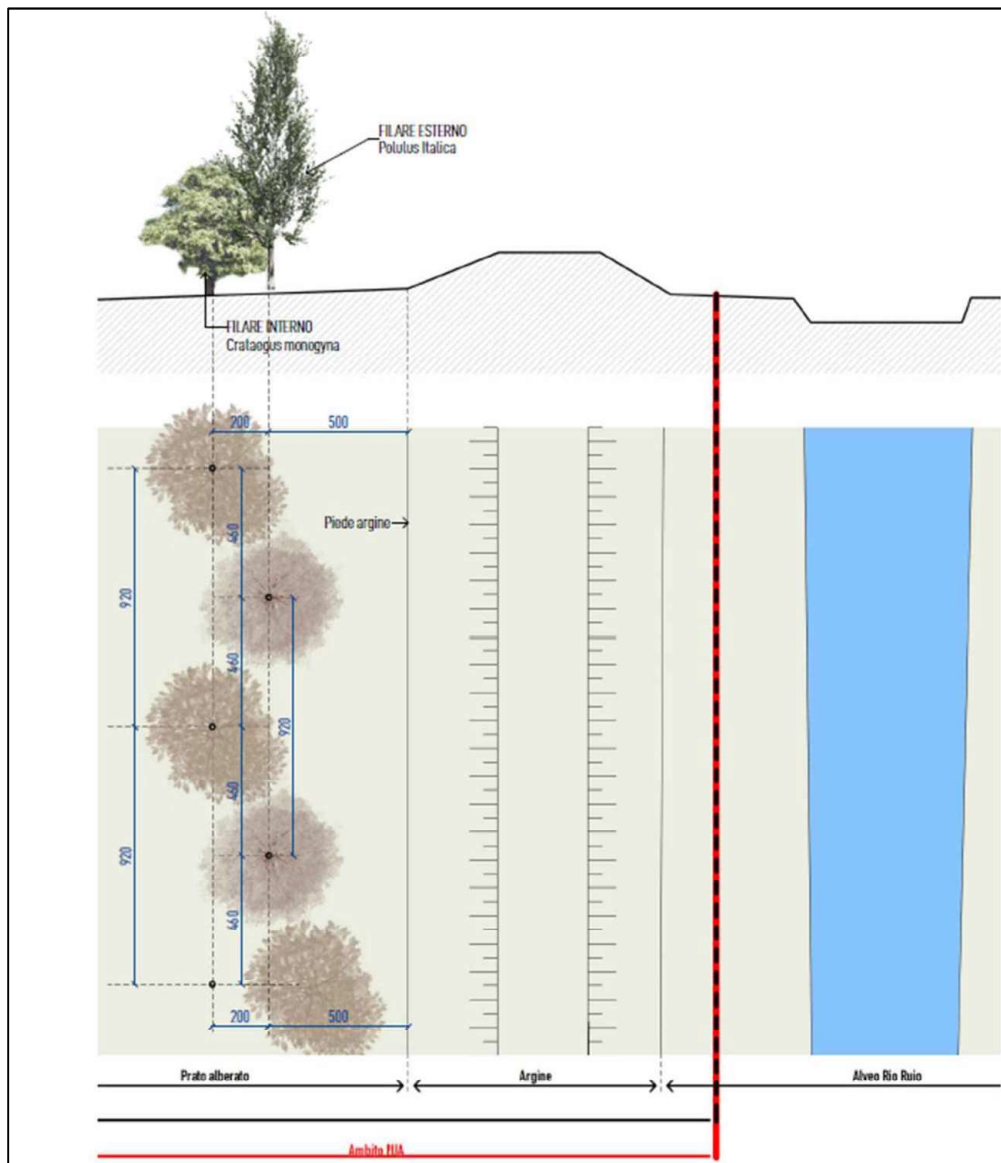 FILARE ESTERNO
Polulus Italica
FILARE INTERNO
Crataegus monogyna
200 500
460
Piede argine
920
460
920
460
920
460
200 500
Prato alberato Argine Alveo Rio Ruio
Ambito PUA